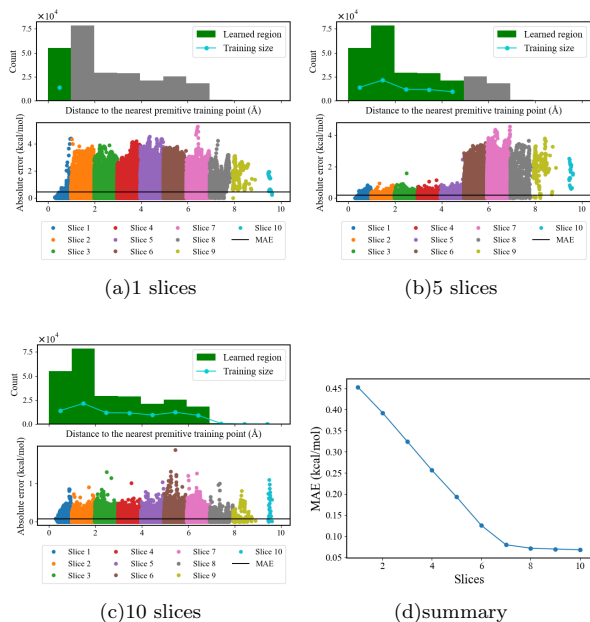 ×10⁴
Learned region
Training size
7.5
5.0
2.5
0.0
Count
Distance to the nearest premitive training point (Å)
Absolute error (kcal/mol)
4
2
0
0 2 4 6 8 10
Slice 1 Slice 4 Slice 7 Slice 10
Slice 2 Slice 5 Slice 8 MAE
Slice 3 Slice 6 Slice 9
(a)1 slices
×10⁴
Learned region
Training size
7.5
5.0
2.5
0.0
Count
Distance to the nearest premitive training point (Å)
Absolute error (kcal/mol)
4
2
0
0 2 4 6 8 10
Slice 1 Slice 4 Slice 7 Slice 10
Slice 2 Slice 5 Slice 8 MAE
Slice 3 Slice 6 Slice 9
(b)5 slices
×10⁴
Learned region
Training size
7.5
5.0
2.5
0.0
Count
Distance to the nearest premitive training point (Å)
Absolute error (kcal/mol)
1
0
0 2 4 6 8 10
Slice 1 Slice 4 Slice 7 Slice 10
Slice 2 Slice 5 Slice 8 MAE
Slice 3 Slice 6 Slice 9
(c)10 slices
MAE (kcal/mol)
0.45
0.40
0.35
0.30
0.25
0.20
0.15
0.10
0.05
2 4 6 8 10
Slices
(d)summary